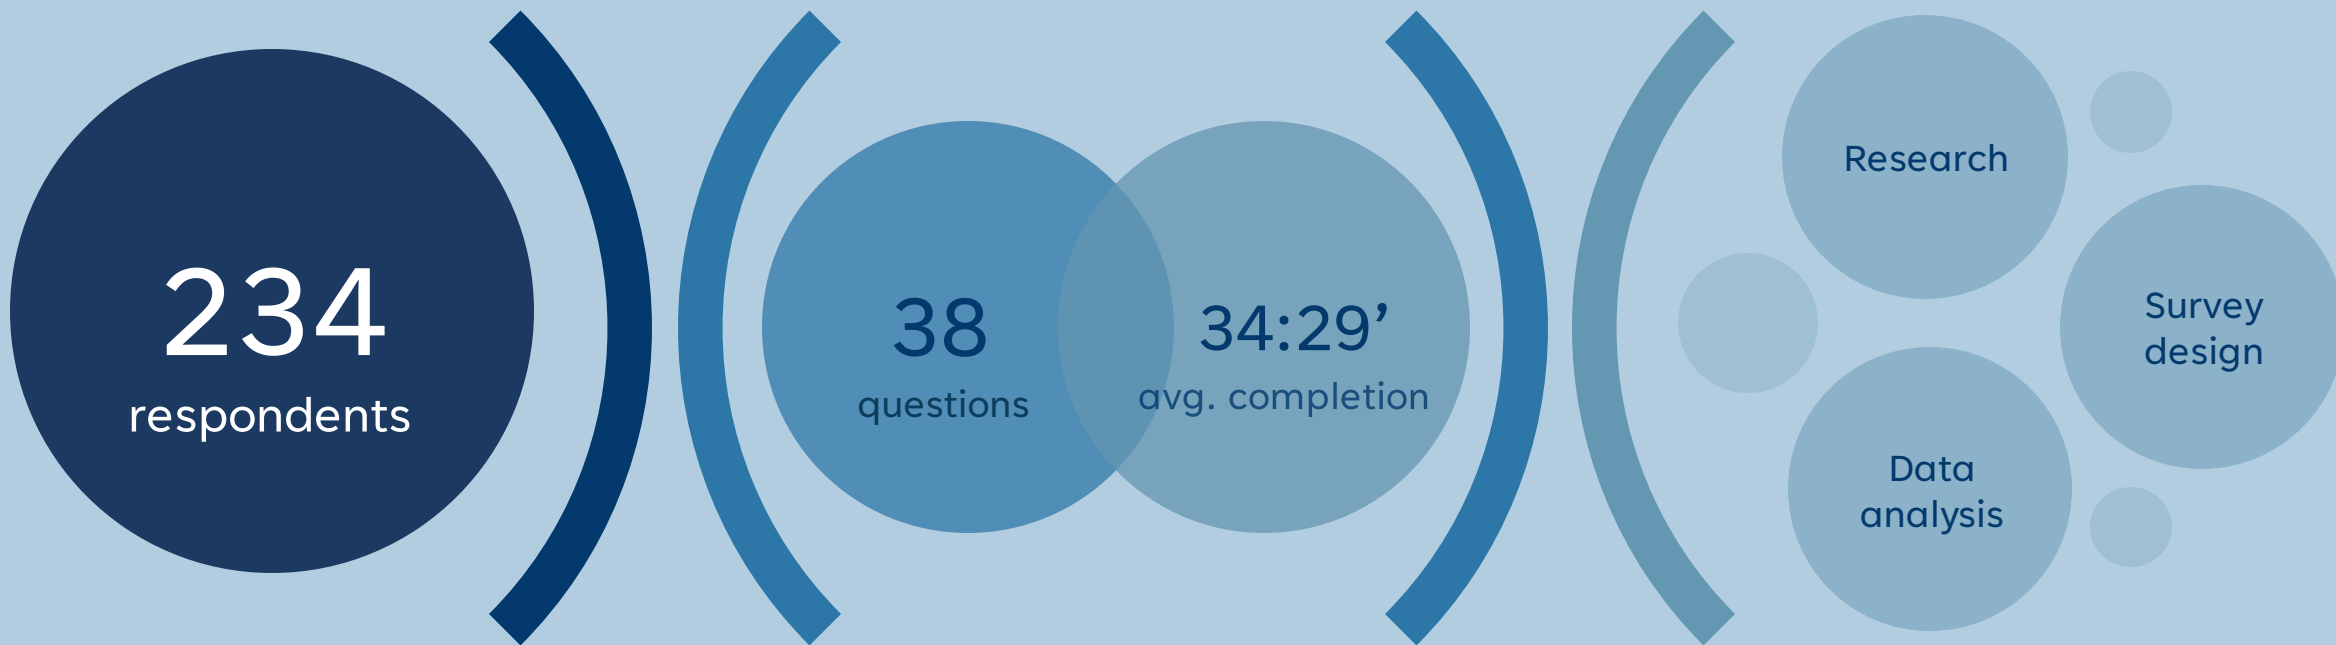 234
respondents
38
questions
34:29’
avg. completion
Research
Survey
design
Data
analysis